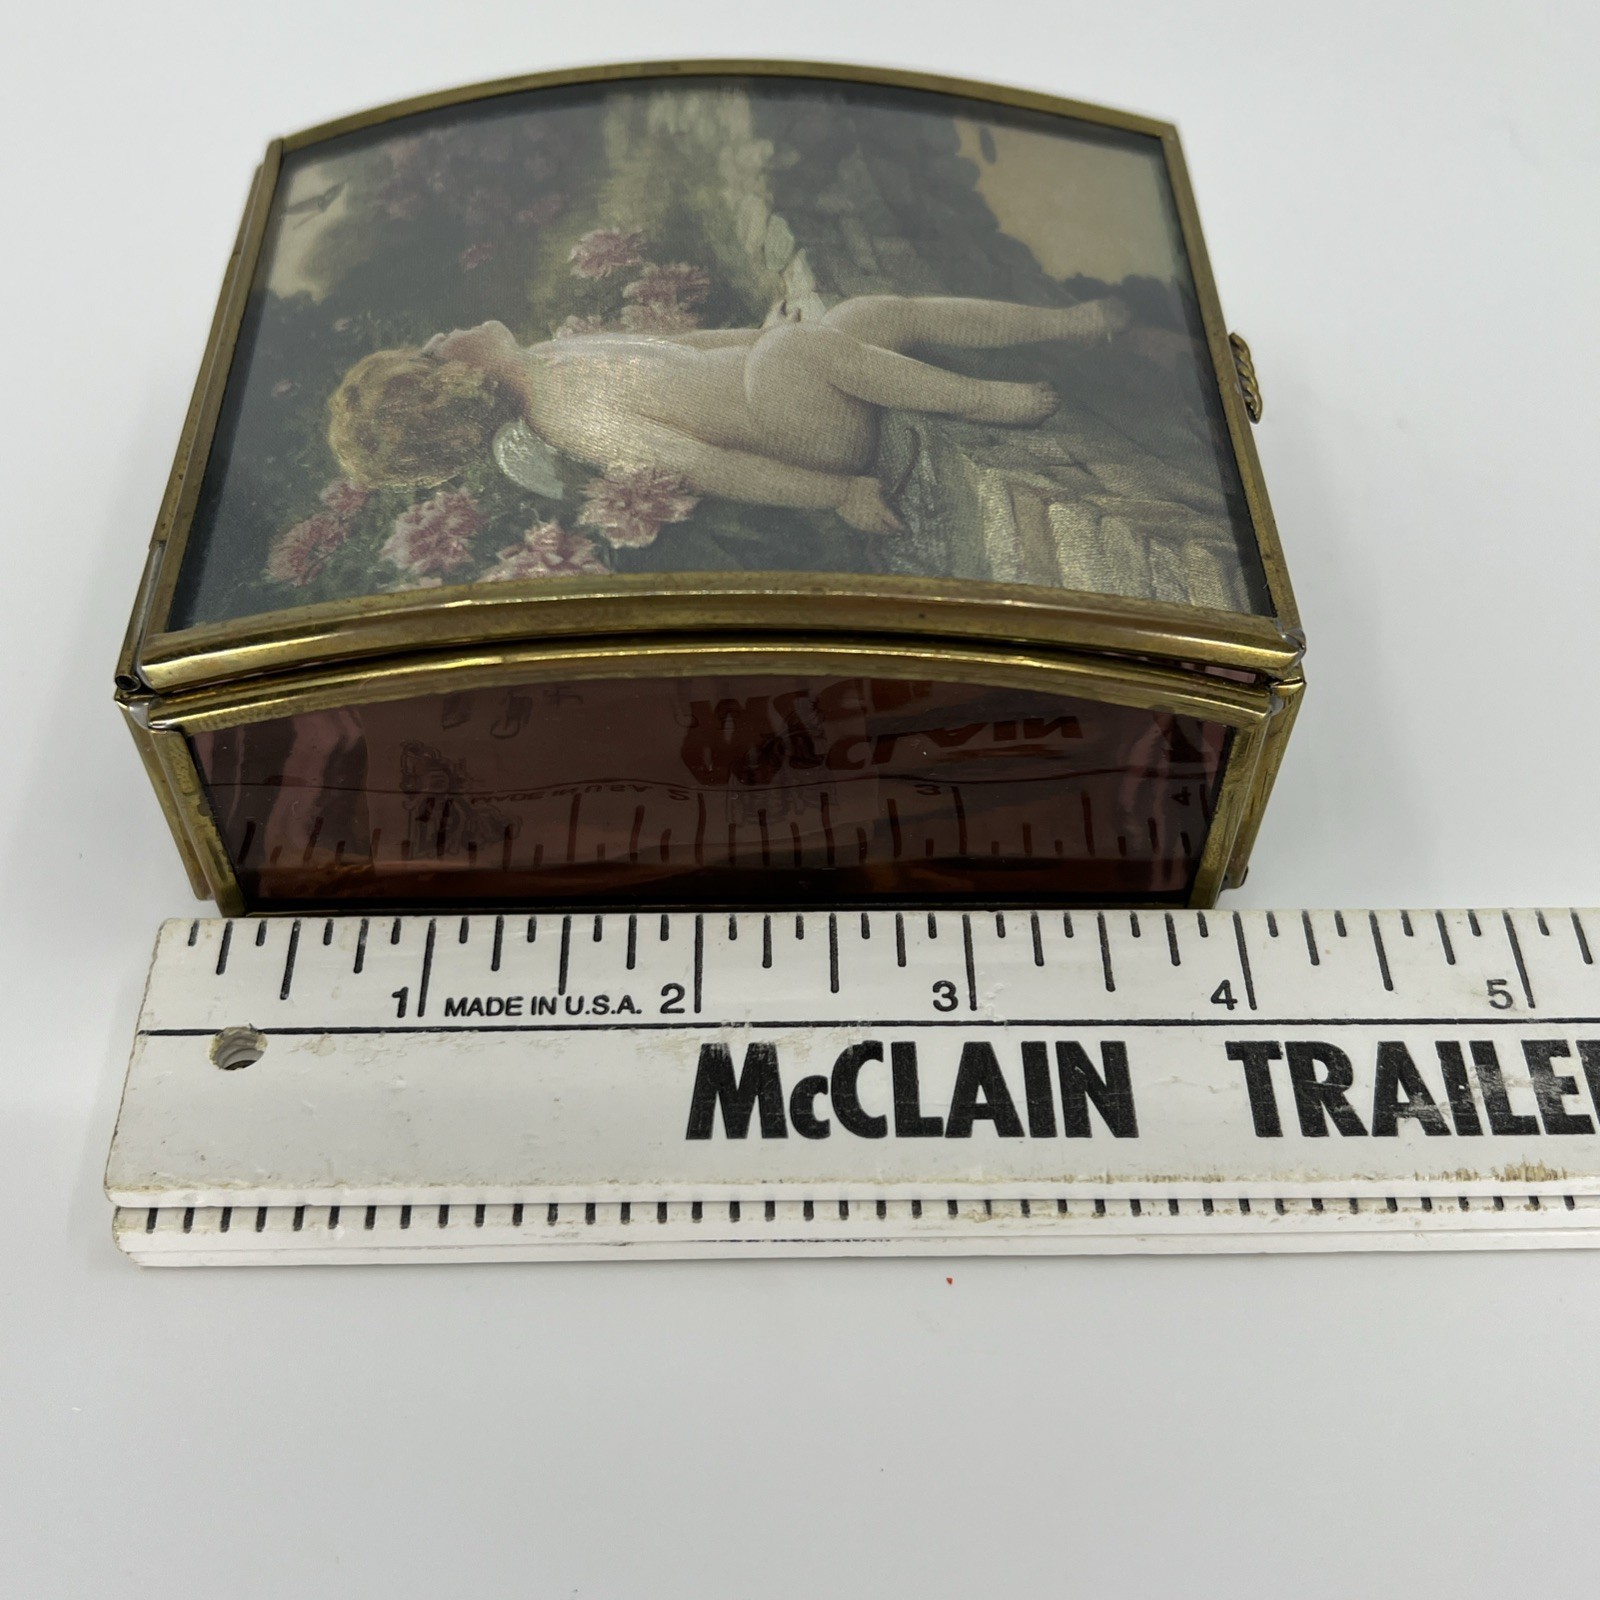 1 MADE IN U.S.A. 2 3 4 5
McCLAIN TRAILE